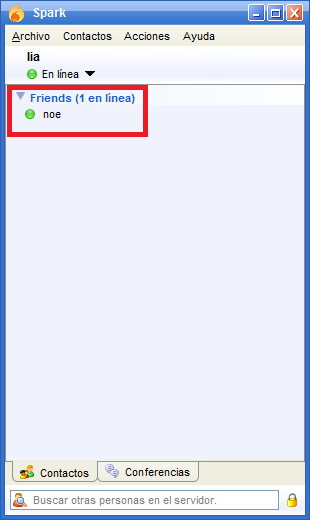 Spark
Archivo Contactos Acciones Ayuda
lia
En línea
Friends (1 en línea)
noe
Contactos Conferencias
Buscar otras personas en el servidor.